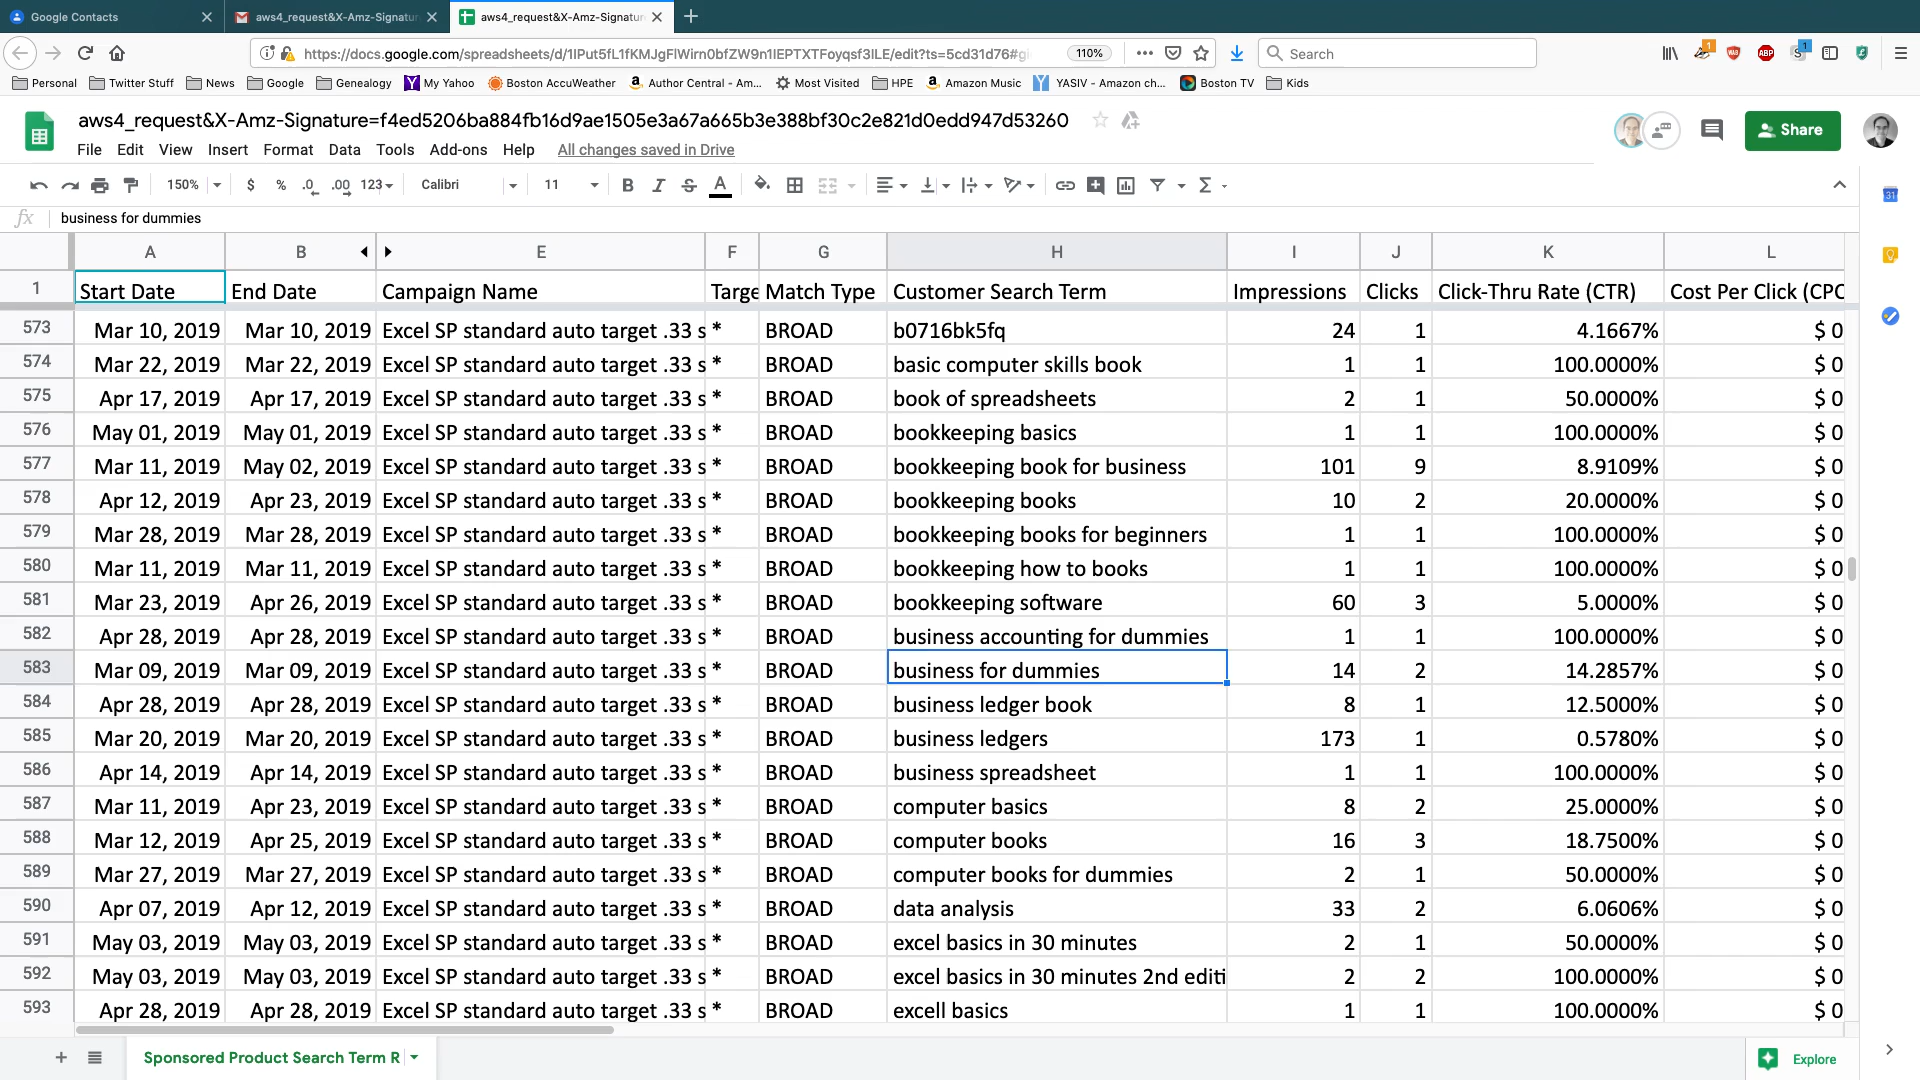 Google Contacts
aws4_request&X-Amz-Signatur
aws4_request&X-Amz-Signatur
https://docs.google.com/spreadsheets/d/1IPut5fL1fKMJgFlWirn0bfZW9n1IEPTXTFoyqsf3ILE/edit?ts=5cd31d76#gi
110%
Search
Personal Twitter Stuff News Google Genealogy My Yahoo Boston AccuWeather Author Central - Am... Most Visited HPE Amazon Music YASIV - Amazon ch... Boston TV Kids
aws4_request&X-Amz-Signature=f4ed5206ba884fb16d9ae1505e3a67a665b3e388bf30c2e821d0edd947d53260
Share
File Edit View Insert Format Data Tools Add-ons Help All changes saved in Drive
150% $ % .0 .00 123 Calibri 11 B I S A
fx business for dummies
A B E F G H I J K L
1 Start Date End Date Campaign Name Targe Match Type Customer Search Term Impressions Clicks Click-Thru Rate (CTR) Cost Per Click (CPC
573 Mar 10, 2019 Mar 10, 2019 Excel SP standard auto target .33 s * BROAD b0716bk5fq 24 1 4.1667% $ 0
574 Mar 22, 2019 Mar 22, 2019 Excel SP standard auto target .33 s * BROAD basic computer skills book 1 1 100.0000% $ 0
575 Apr 17, 2019 Apr 17, 2019 Excel SP standard auto target .33 s * BROAD book of spreadsheets 2 1 50.0000% $ 0
576 May 01, 2019 May 01, 2019 Excel SP standard auto target .33 s * BROAD bookkeeping basics 1 1 100.0000% $ 0
577 Mar 11, 2019 May 02, 2019 Excel SP standard auto target .33 s * BROAD bookkeeping book for business 101 9 8.9109% $ 0
578 Apr 12, 2019 Apr 23, 2019 Excel SP standard auto target .33 s * BROAD bookkeeping books 10 2 20.0000% $ 0
579 Mar 28, 2019 Mar 28, 2019 Excel SP standard auto target .33 s * BROAD bookkeeping books for beginners 1 1 100.0000% $ 0
580 Mar 11, 2019 Mar 11, 2019 Excel SP standard auto target .33 s * BROAD bookkeeping how to books 1 1 100.0000% $ 0
581 Mar 23, 2019 Apr 26, 2019 Excel SP standard auto target .33 s * BROAD bookkeeping software 60 3 5.0000% $ 0
582 Apr 28, 2019 Apr 28, 2019 Excel SP standard auto target .33 s * BROAD business accounting for dummies 1 1 100.0000% $ 0
583 Mar 09, 2019 Mar 09, 2019 Excel SP standard auto target .33 s * BROAD business for dummies 14 2 14.2857% $ 0
584 Apr 28, 2019 Apr 28, 2019 Excel SP standard auto target .33 s * BROAD business ledger book 8 1 12.5000% $ 0
585 Mar 20, 2019 Mar 20, 2019 Excel SP standard auto target .33 s * BROAD business ledgers 173 1 0.5780% $ 0
586 Apr 14, 2019 Apr 14, 2019 Excel SP standard auto target .33 s * BROAD business spreadsheet 1 1 100.0000% $ 0
587 Mar 11, 2019 Apr 23, 2019 Excel SP standard auto target .33 s * BROAD computer basics 8 2 25.0000% $ 0
588 Mar 12, 2019 Apr 25, 2019 Excel SP standard auto target .33 s * BROAD computer books 16 3 18.7500% $ 0
589 Mar 27, 2019 Mar 27, 2019 Excel SP standard auto target .33 s * BROAD computer books for dummies 2 1 50.0000% $ 0
590 Apr 07, 2019 Apr 12, 2019 Excel SP standard auto target .33 s * BROAD data analysis 33 2 6.0606% $ 0
591 May 03, 2019 May 03, 2019 Excel SP standard auto target .33 s * BROAD excel basics in 30 minutes 2 1 50.0000% $ 0
592 May 03, 2019 May 03, 2019 Excel SP standard auto target .33 s * BROAD excel basics in 30 minutes 2nd editi 2 2 100.0000% $ 0
593 Apr 28, 2019 Apr 28, 2019 Excel SP standard auto target .33 s * BROAD excell basics 1 1 100.0000% $ 0
Sponsored Product Search Term R
Explore